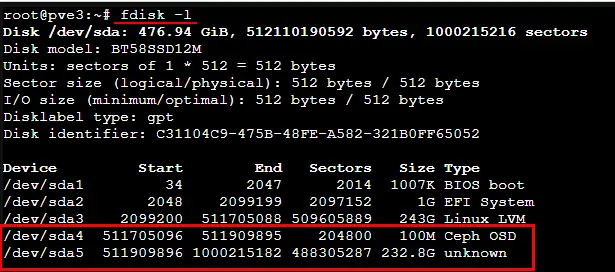 root@pve3:~# fdisk -l
Disk /dev/sda: 476.94 GiB, 512110190592 bytes, 1000215216 sectors
Disk model: BT58SSD12M
Units: sectors of 1 * 512 = 512 bytes
Sector size (logical/physical): 512 bytes / 512 bytes
I/O size (minimum/optimal): 512 bytes / 512 bytes
Disklabel type: gpt
Disk identifier: C31104C9-475B-48FE-A582-321B0FF65052
Device Start End Sectors Size Type
/dev/sda1 34 2047 2014 1007K BIOS boot
/dev/sda2 2048 2099199 2097152 1G EFI System
/dev/sda3 2099200 511705088 509605889 243G Linux LVM
/dev/sda4 511705096 511909895 204800 100M Ceph OSD
/dev/sda5 511909896 1000215182 488305287 232.8G unknown